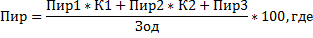 Пир = Пир1 * К1 + Пир2 * К2 + Пир3 / Зод * 100, где